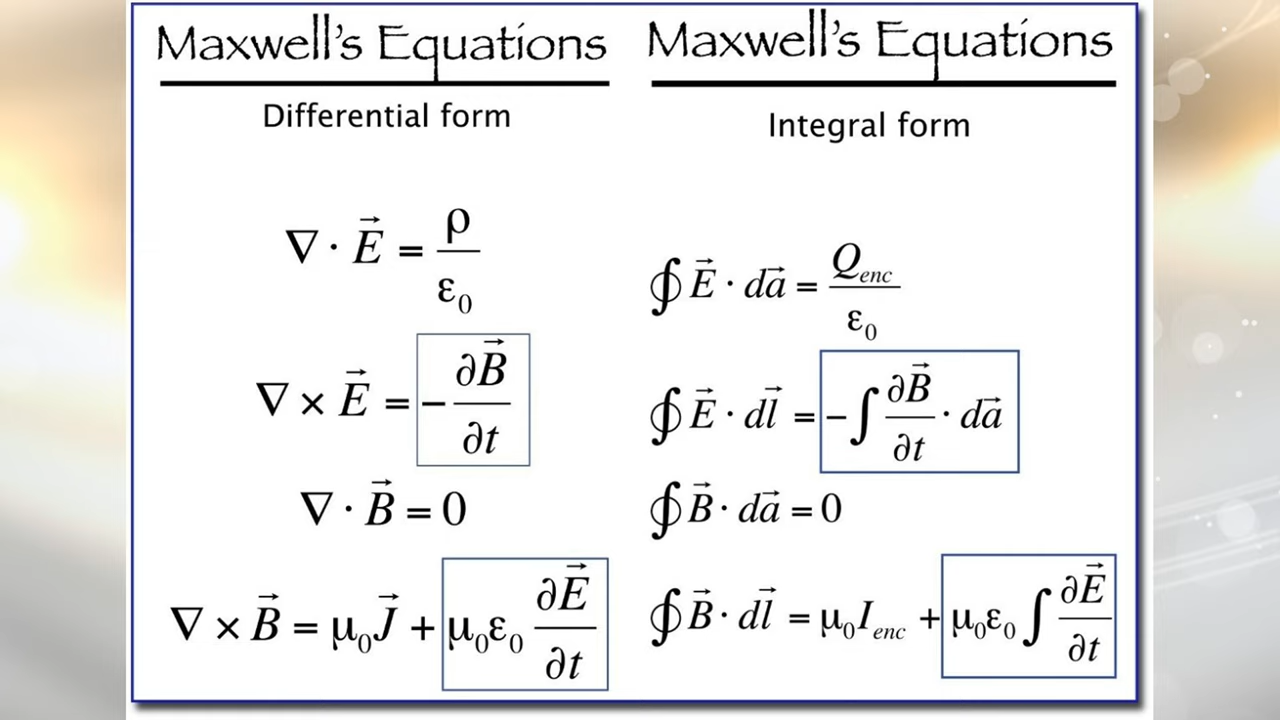 Maxwell's Equations
Differential form
∇ · E⃗ = ρ / ε₀
∇ × E⃗ = − ∂B⃗ / ∂t
∇ · B⃗ = 0
∇ × B⃗ = μ₀J⃗ + μ₀ε₀ ∂E⃗ / ∂t
Maxwell's Equations
Integral form
∮ E⃗ · da⃗ = Q_enc / ε₀
∮ E⃗ · dl⃗ = − ∫ ∂B⃗ / ∂t · da⃗
∮ B⃗ · da⃗ = 0
∮ B⃗ · dl⃗ = μ₀I_enc + μ₀ε₀ ∫ ∂E⃗ / ∂t